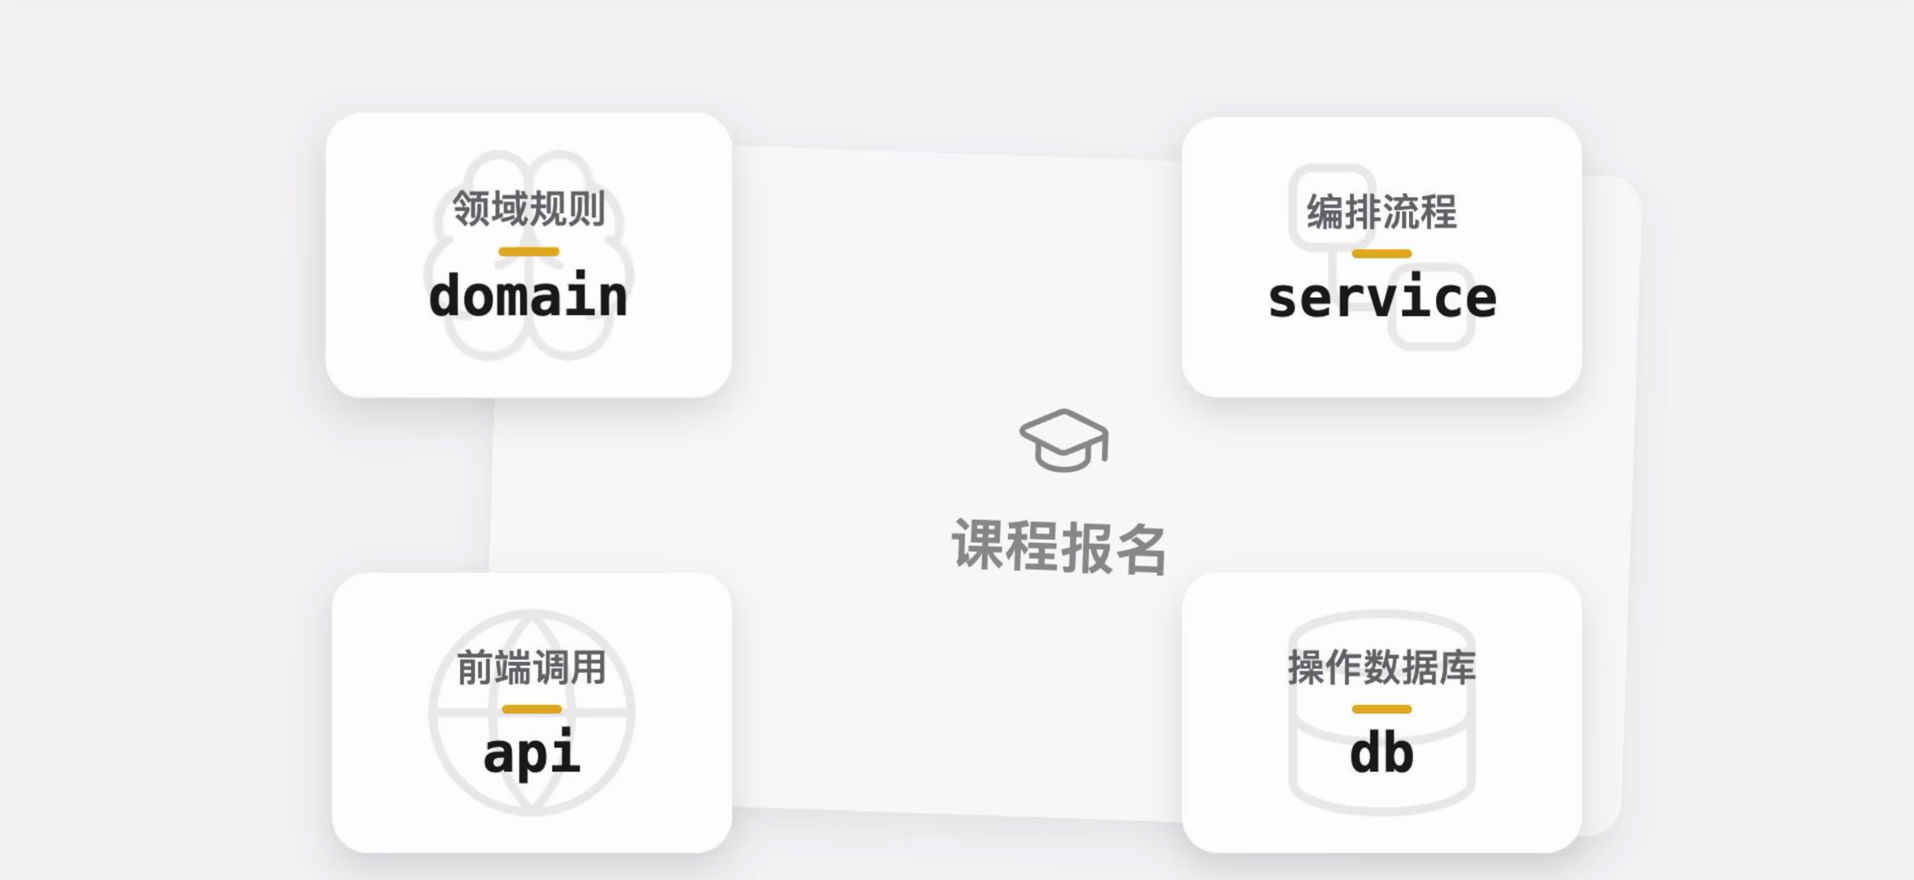 领域规则
domain
编排流程
service
课程报名
前端调用
api
操作数据库
db